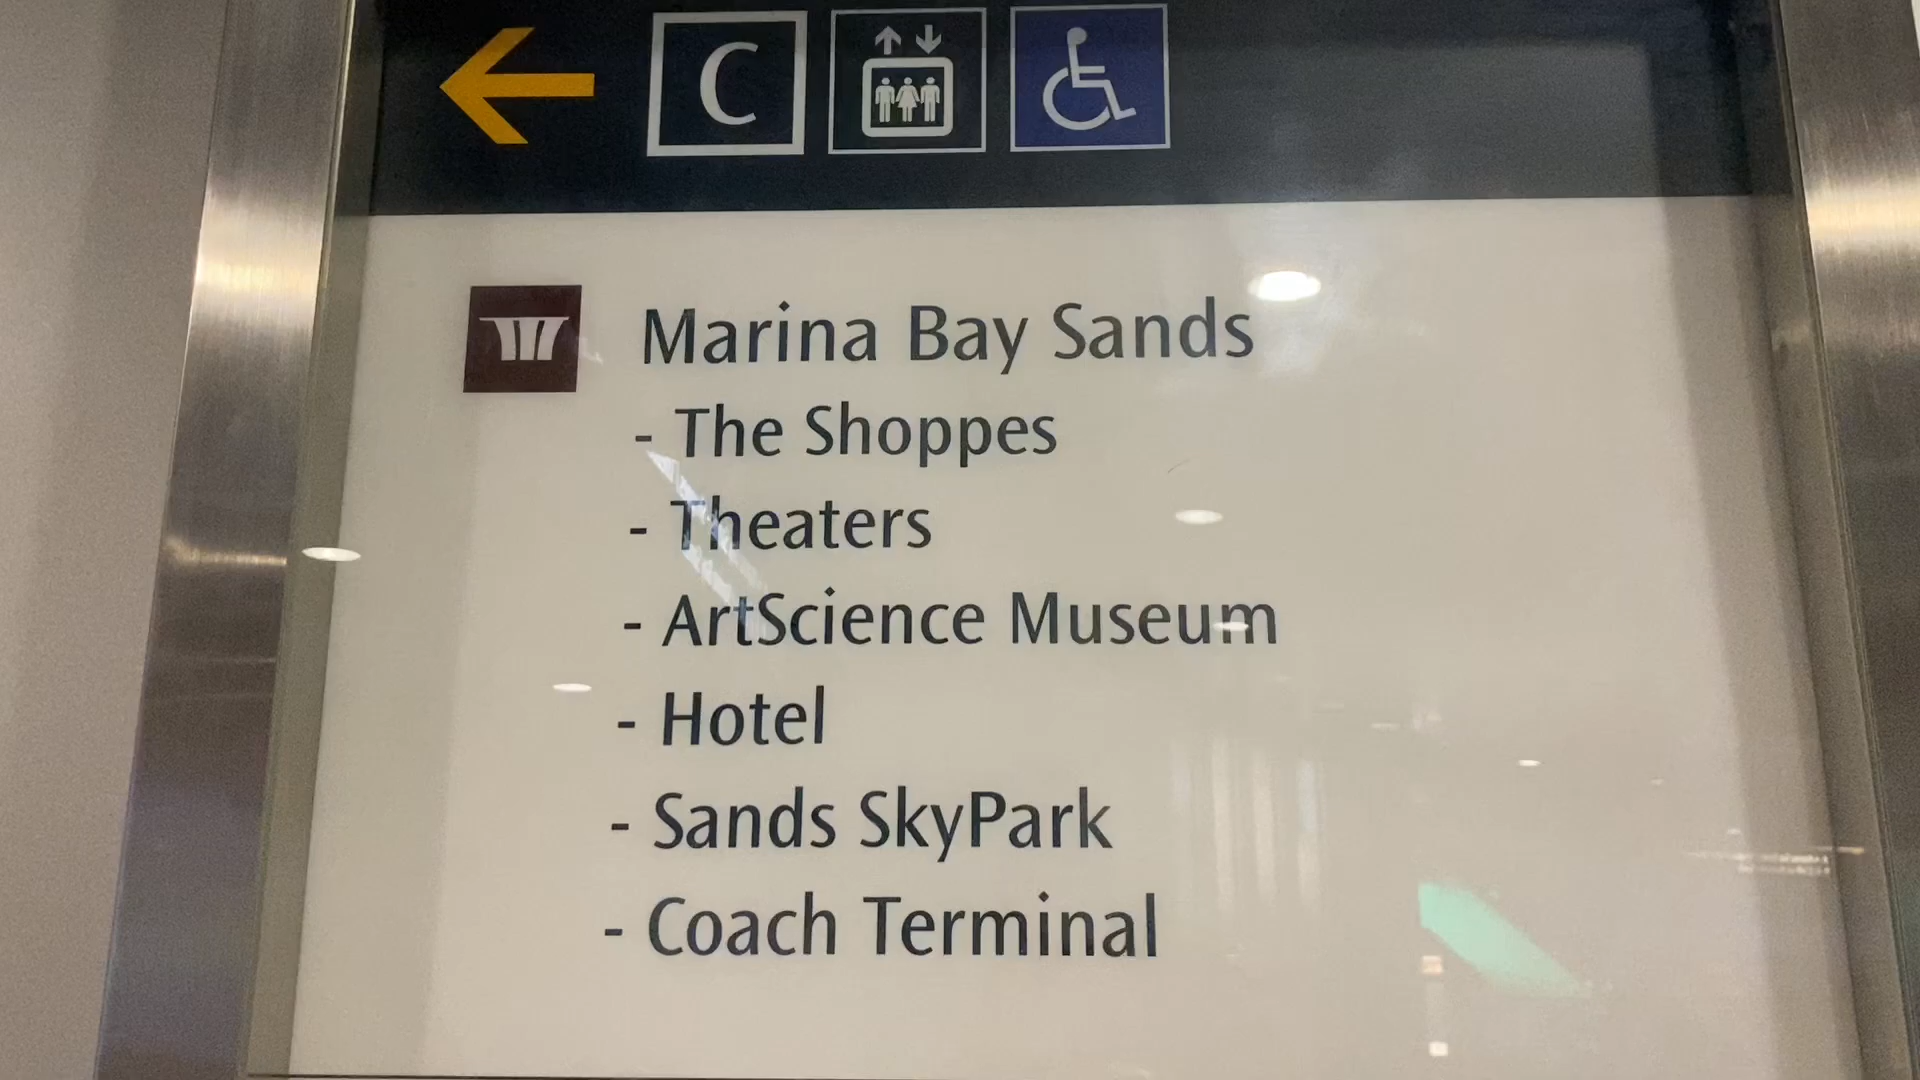 C
Marina Bay Sands
- The Shoppes
- Theaters
- ArtScience Museum
- Hotel
- Sands SkyPark
- Coach Terminal